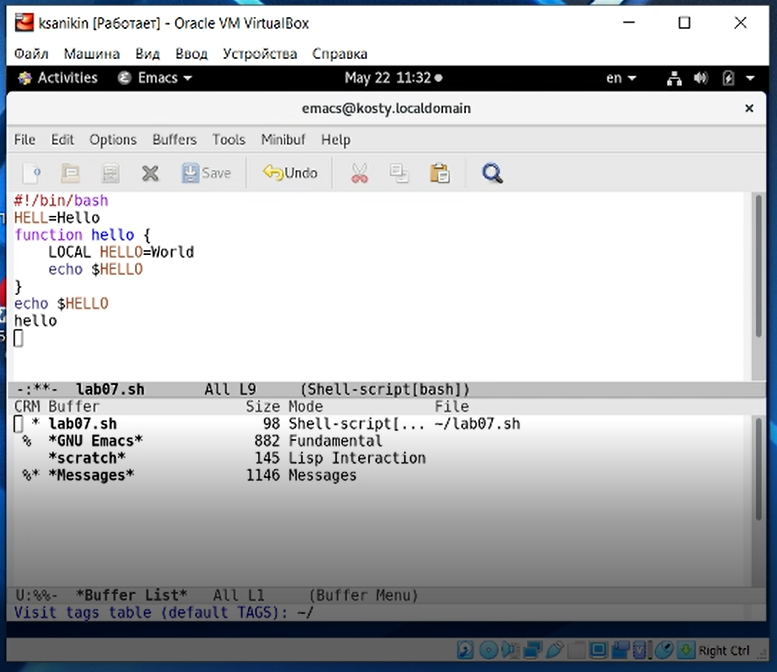 ksanikin [Работает] - Oracle VM VirtualBox
Файл Машина Вид Ввод Устройства Справка
Activities Emacs May 22 11:32 en
emacs@kosty.localdomain
File Edit Options Buffers Tools Minibuf Help
Save Undo
#!/bin/bash
HELL=Hello
function hello {
    LOCAL HELLO=World
    echo $HELLO
}
echo $HELLO
hello
-:**-  lab07.sh       All L9     (Shell-script[bash])
CRM Buffer                 Size Mode             File
  * lab07.sh                 98 Shell-script[... ~/lab07.sh
 %  *GNU Emacs*             882 Fundamental
    *scratch*               145 Lisp Interaction
 %* *Messages*             1146 Messages
U:%%-  *Buffer List*   All L1     (Buffer Menu)
Visit tags table (default TAGS): ~/
Right Ctrl